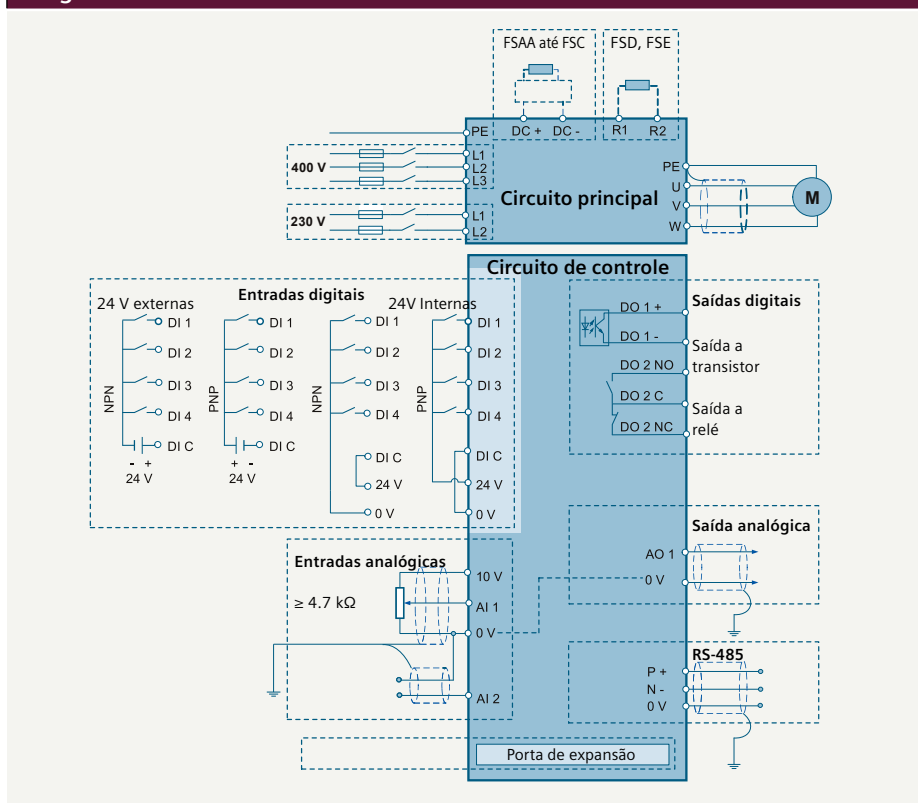 FSAA até FSC
FSD, FSE
PE
DC +
DC -
R1
R2
400 V
L1
L2
L3
230 V
L1
L2
Circuito principal
PE
U
V
W
M
Circuito de controle
Entradas digitais
24 V externas
24V Internas
NPN
DI 1
DI 2
DI 3
DI 4
DI C
- +
24 V
PNP
DI 1
DI 2
DI 3
DI 4
DI C
+ -
24 V
NPN
DI 1
DI 2
DI 3
DI 4
DI C
24 V
0 V
PNP
DI 1
DI 2
DI 3
DI 4
DI C
24 V
0 V
Saídas digitais
DO 1 +
DO 1 -
Saída a
transistor
DO 2 NO
DO 2 C
DO 2 NC
Saída a
relé
Entradas analógicas
≥ 4.7 kΩ
10 V
AI 1
0 V
AI 2
Saída analógica
AO 1
0 V
RS-485
P +
N -
0 V
Porta de expansão